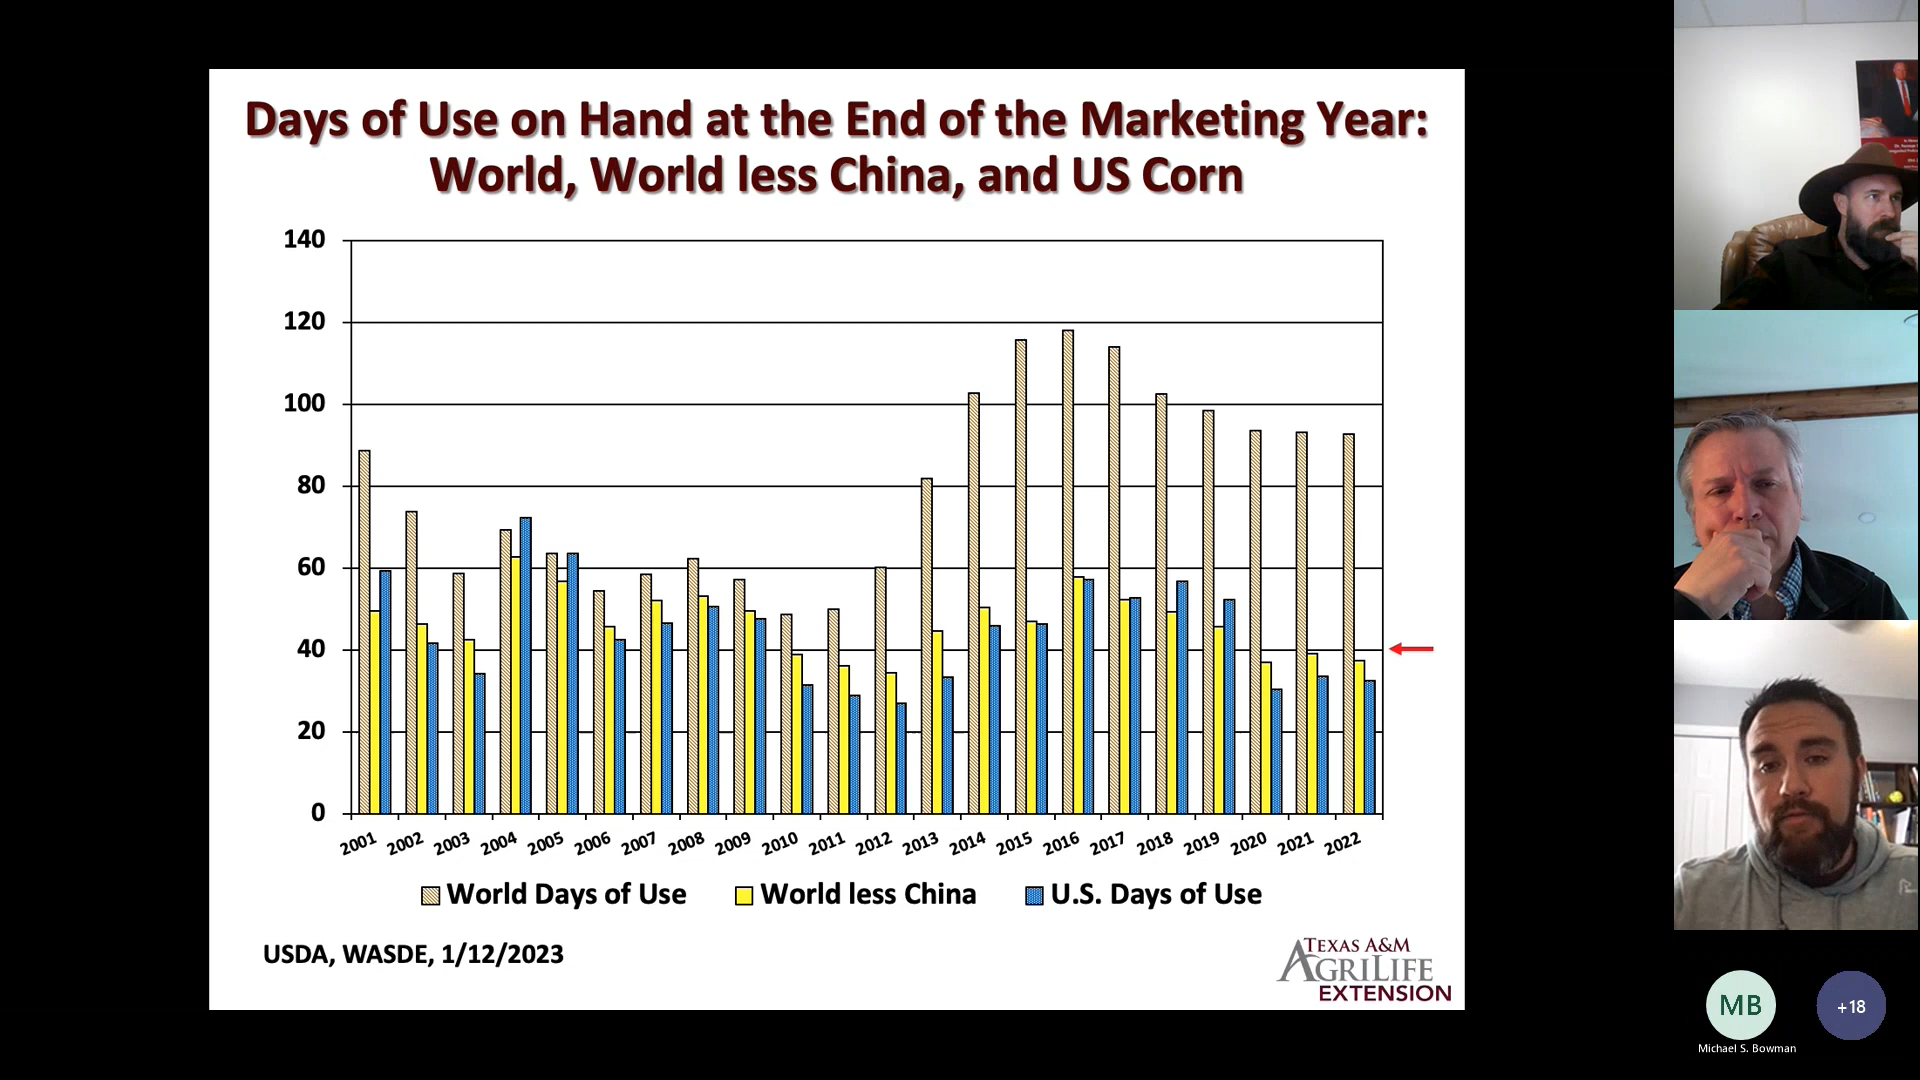 Days of Use on Hand at the End of the Marketing Year:
World, World less China, and US Corn
140
120
100
80
60
40
20
0
2001 2002 2003 2004 2005 2006 2007 2008 2009 2010 2011 2012 2013 2014 2015 2016 2017 2018 2019 2020 2021 2022
World Days of Use World less China U.S. Days of Use
USDA, WASDE, 1/12/2023
TEXAS A&M
AGRILIFE
EXTENSION
MB
+18
Michael S. Bowman